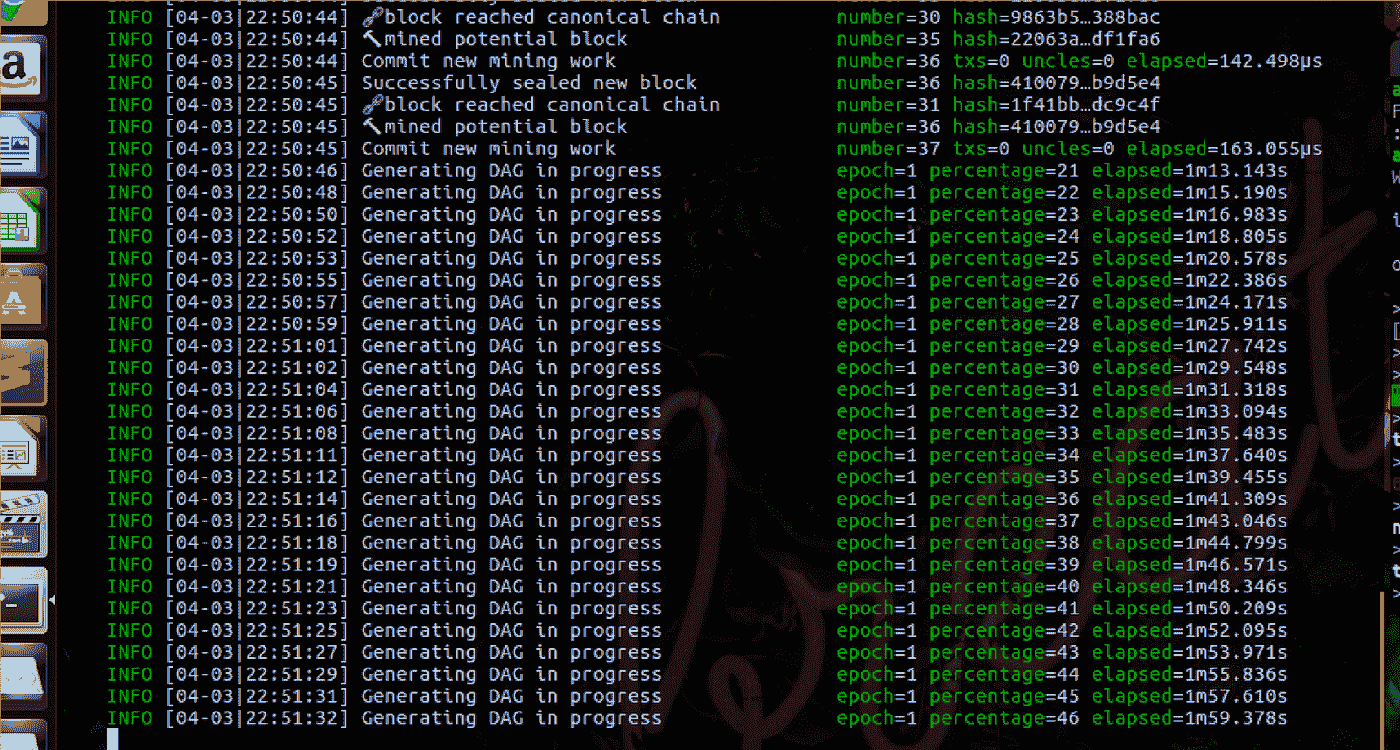 INFO [04-03|22:50:44] 🔗block reached canonical chain number=30 hash=9863b5…388bac
INFO [04-03|22:50:44] 🔨mined potential block number=35 hash=22063a…df1fa6
INFO [04-03|22:50:44] Commit new mining work number=36 txs=0 uncles=0 elapsed=142.498µs
INFO [04-03|22:50:45] Successfully sealed new block number=36 hash=410079…b9d5e4
INFO [04-03|22:50:45] 🔗block reached canonical chain number=31 hash=1f41bb…dc9c4f
INFO [04-03|22:50:45] 🔨mined potential block number=36 hash=410079…b9d5e4
INFO [04-03|22:50:45] Commit new mining work number=37 txs=0 uncles=0 elapsed=163.055µs
INFO [04-03|22:50:46] Generating DAG in progress epoch=1 percentage=21 elapsed=1m13.143s
INFO [04-03|22:50:48] Generating DAG in progress epoch=1 percentage=22 elapsed=1m15.190s
INFO [04-03|22:50:50] Generating DAG in progress epoch=1 percentage=23 elapsed=1m16.983s
INFO [04-03|22:50:52] Generating DAG in progress epoch=1 percentage=24 elapsed=1m18.805s
INFO [04-03|22:50:53] Generating DAG in progress epoch=1 percentage=25 elapsed=1m20.578s
INFO [04-03|22:50:55] Generating DAG in progress epoch=1 percentage=26 elapsed=1m22.386s
INFO [04-03|22:50:57] Generating DAG in progress epoch=1 percentage=27 elapsed=1m24.171s
INFO [04-03|22:50:59] Generating DAG in progress epoch=1 percentage=28 elapsed=1m25.911s
INFO [04-03|22:51:01] Generating DAG in progress epoch=1 percentage=29 elapsed=1m27.742s
INFO [04-03|22:51:02] Generating DAG in progress epoch=1 percentage=30 elapsed=1m29.548s
INFO [04-03|22:51:04] Generating DAG in progress epoch=1 percentage=31 elapsed=1m31.318s
INFO [04-03|22:51:06] Generating DAG in progress epoch=1 percentage=32 elapsed=1m33.094s
INFO [04-03|22:51:08] Generating DAG in progress epoch=1 percentage=33 elapsed=1m35.483s
INFO [04-03|22:51:11] Generating DAG in progress epoch=1 percentage=34 elapsed=1m37.640s
INFO [04-03|22:51:12] Generating DAG in progress epoch=1 percentage=35 elapsed=1m39.455s
INFO [04-03|22:51:14] Generating DAG in progress epoch=1 percentage=36 elapsed=1m41.309s
INFO [04-03|22:51:16] Generating DAG in progress epoch=1 percentage=37 elapsed=1m43.046s
INFO [04-03|22:51:18] Generating DAG in progress epoch=1 percentage=38 elapsed=1m44.799s
INFO [04-03|22:51:19] Generating DAG in progress epoch=1 percentage=39 elapsed=1m46.571s
INFO [04-03|22:51:21] Generating DAG in progress epoch=1 percentage=40 elapsed=1m48.346s
INFO [04-03|22:51:23] Generating DAG in progress epoch=1 percentage=41 elapsed=1m50.209s
INFO [04-03|22:51:25] Generating DAG in progress epoch=1 percentage=42 elapsed=1m52.095s
INFO [04-03|22:51:27] Generating DAG in progress epoch=1 percentage=43 elapsed=1m53.971s
INFO [04-03|22:51:29] Generating DAG in progress epoch=1 percentage=44 elapsed=1m55.836s
INFO [04-03|22:51:31] Generating DAG in progress epoch=1 percentage=45 elapsed=1m57.610s
INFO [04-03|22:51:32] Generating DAG in progress epoch=1 percentage=46 elapsed=1m59.378s